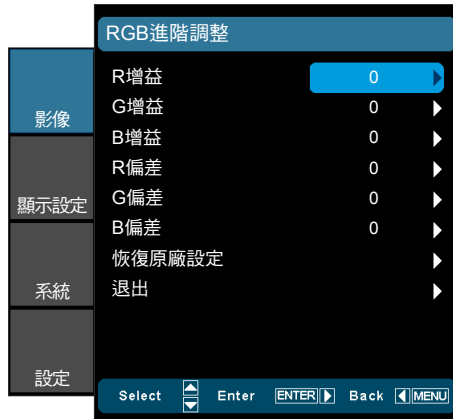 RGB進階調整
影像
顯示設定
系統
設定
R增益 0
G增益 0
B增益 0
R偏差 0
G偏差 0
B偏差 0
恢復原廠設定
退出
Select Enter ENTER Back MENU